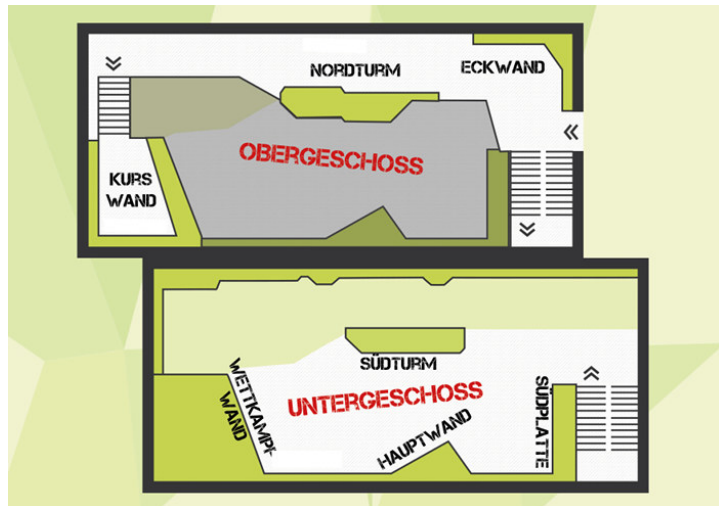 NORDTURM
ECKWAND
OBERGESCHOSS
KURS
WAND
SÜDTURM
WETTKAMPF-
WAND
UNTERGESCHOSS
HAUPTWAND
SÜDPLATTE